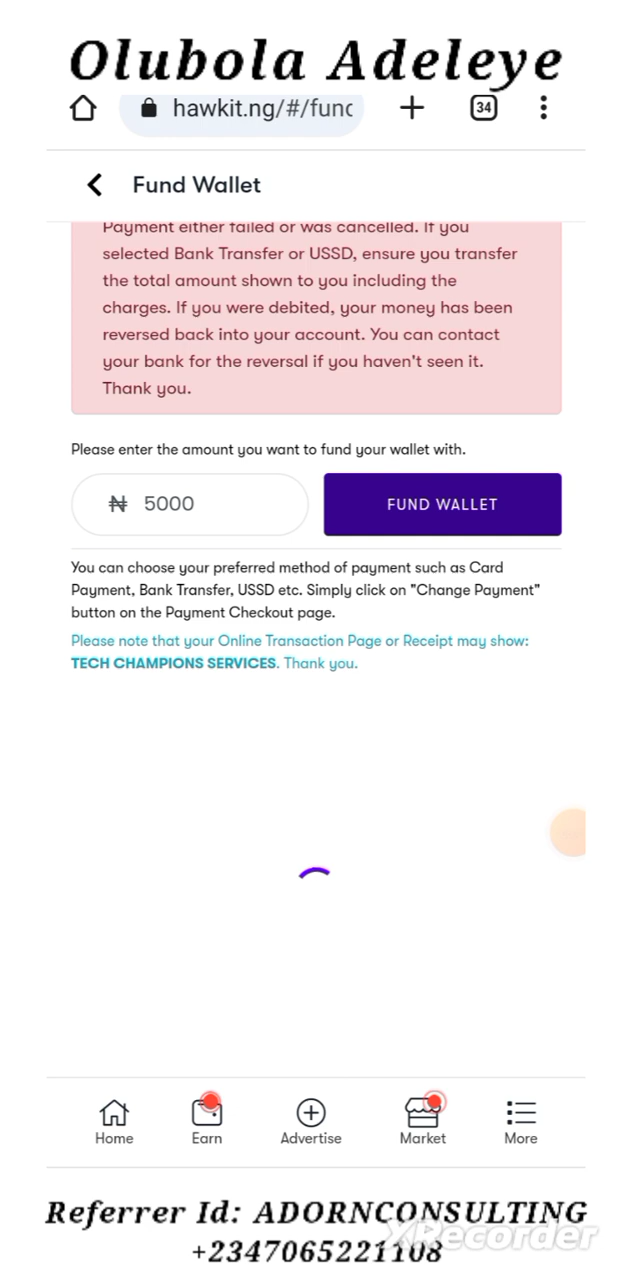 Olubola Adeleye
hawkit.ng/#/func
34
Fund Wallet
Payment either failed or was cancelled. If you
selected Bank Transfer or USSD, ensure you transfer
the total amount shown to you including the
charges. If you were debited, your money has been
reversed back into your account. You can contact
your bank for the reversal if you haven't seen it.
Thank you.
Please enter the amount you want to fund your wallet with.
₦ 5000
FUND WALLET
You can choose your preferred method of payment such as Card
Payment, Bank Transfer, USSD etc. Simply click on "Change Payment"
button on the Payment Checkout page.
Please note that your Online Transaction Page or Receipt may show:
TECH CHAMPIONS SERVICES. Thank you.
Home
Earn
Advertise
Market
More
Referrer Id: ADORNCONSULTING
XRecorder
+2347065221108